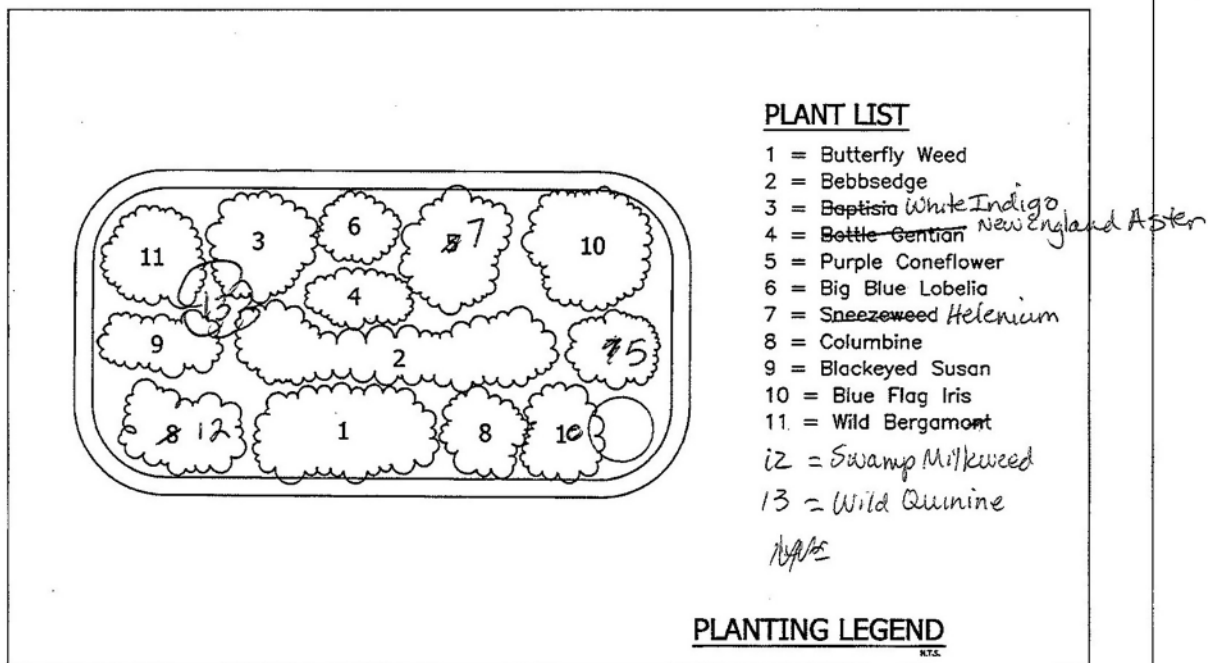 PLANT LIST
1 = Butterfly Weed
2 = Bebbsedge
3 = Baptisia White Indigo
4 = Bottle Gentian New England Aster
5 = Purple Coneflower
6 = Big Blue Lobelia
7 = Sneezeweed Helenium
8 = Columbine
9 = Blackeyed Susan
10 = Blue Flag Iris
11 = Wild Bergamont
12 = Swamp Milkweed
13 = Wild Quinine
11
3
6
7
10
13
4
9
2
5
12
1
8
10
PLANTING LEGEND
N.T.S.